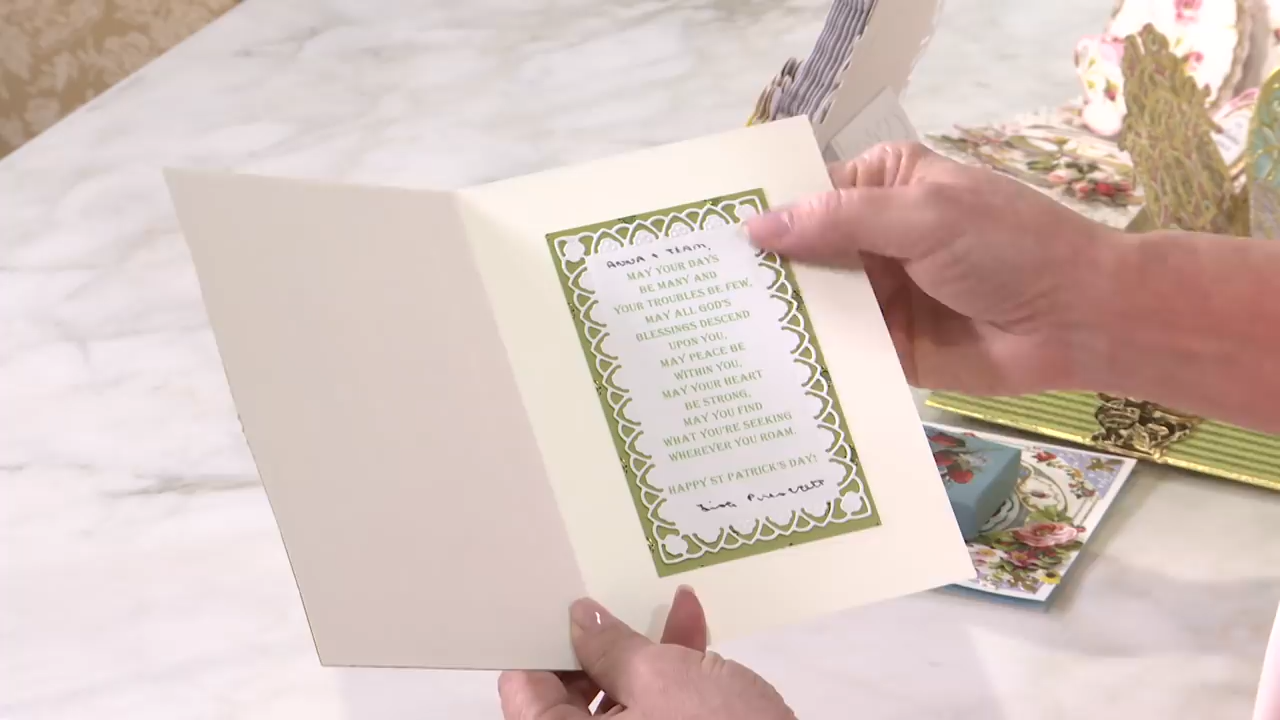 ANNA & TEAM,
MAY YOUR DAYS
BE MANY AND
YOUR TROUBLES BE FEW,
MAY ALL GOD'S
BLESSINGS DESCEND
UPON YOU,
MAY PEACE BE
WITHIN YOU,
MAY YOUR HEART
BE STRONG,
MAY YOU FIND
WHAT YOU'RE SEEKING
WHEREVER YOU ROAM.
HAPPY ST PATRICK'S DAY!